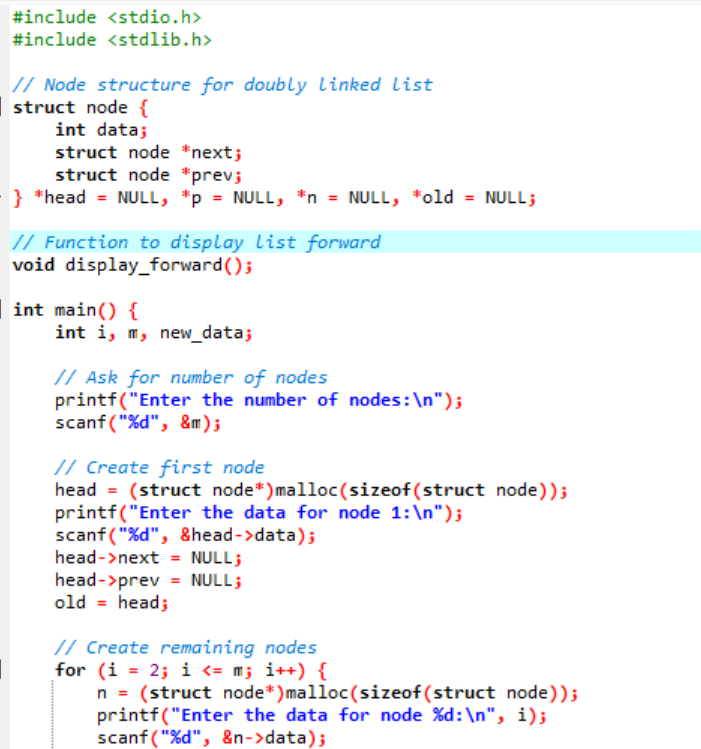 #include <stdio.h>
#include <stdlib.h>
// Node structure for doubly linked list
struct node {
int data;
struct node *next;
struct node *prev;
} *head = NULL, *p = NULL, *n = NULL, *old = NULL;
// Function to display list forward
void display_forward();
int main() {
int i, m, new_data;
// Ask for number of nodes
printf("Enter the number of nodes:\n");
scanf("%d", &m);
// Create first node
head = (struct node*)malloc(sizeof(struct node));
printf("Enter the data for node 1:\n");
scanf("%d", &head->data);
head->next = NULL;
head->prev = NULL;
old = head;
// Create remaining nodes
for (i = 2; i <= m; i++) {
n = (struct node*)malloc(sizeof(struct node));
printf("Enter the data for node %d:\n", i);
scanf("%d", &n->data);